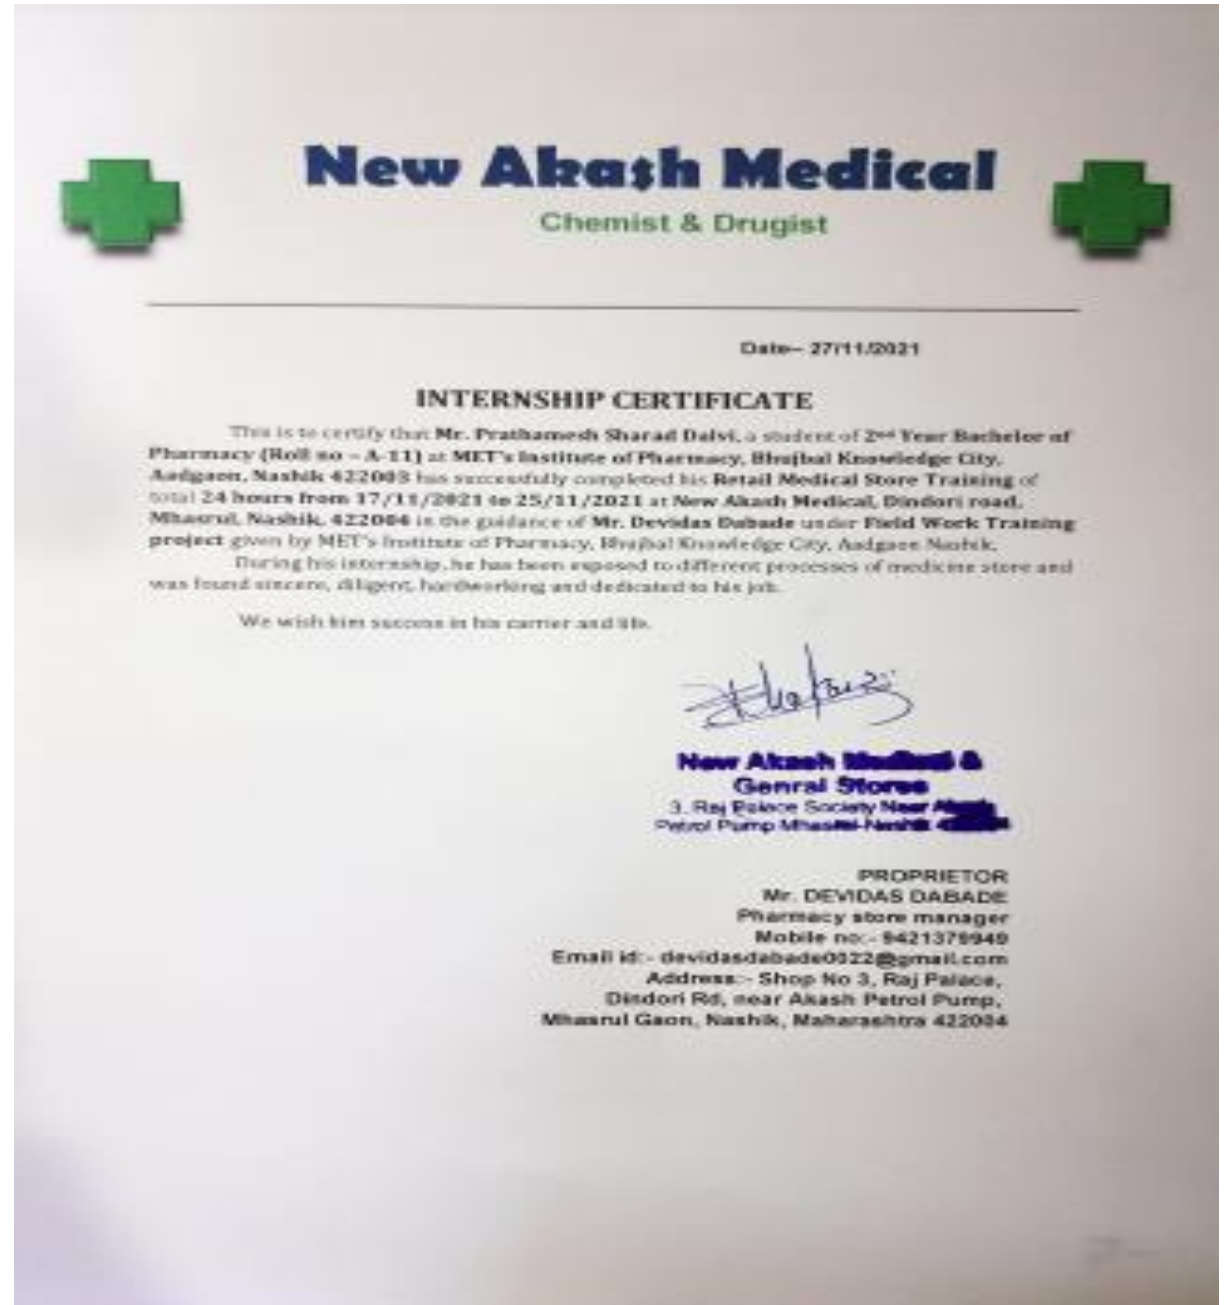 New Akash Medical
Chemist & Drugist
Date– 27/11/2021
INTERNSHIP CERTIFICATE
This is to certify that Mr. Prathamesh Sharad Dalvi, a student of 2nd Year Bachelor of
Pharmacy (Roll no – A-11) at MET's Institute of Pharmacy, Bhujbal Knowledge City,
Aadgaon, Nashik 422003 has successfully completed his Retail Medical Store Training of
total 24 hours from 17/11/2021 to 25/11/2021 at New Akash Medical, Dindori road,
Mhasrul, Nashik, 422004 in the guidance of Mr. Devidas Dabade under Field Work Training
project given by MET's Institute of Pharmacy, Bhujbal Knowledge City, Aadgaon Nashik.
During his internship, he has been exposed to different processes of medicine store and
was found sincere, diligent, hardworking and dedicated to his job.
We wish him success in his carrier and life.
New Akash Medical &
Genral Stores
3, Raj Palace Society Near
Petrol Pump Mhasrul-Nashik
PROPRIETOR
Mr. DEVIDAS DABADE
Pharmacy store manager
Mobile no:- 9421379949
Email id:- devidasdabade0022@gmail.com
Address:- Shop No 3, Raj Palace,
Dindori Rd, near Akash Petrol Pump,
Mhasrul Gaon, Nashik, Maharashtra 422004